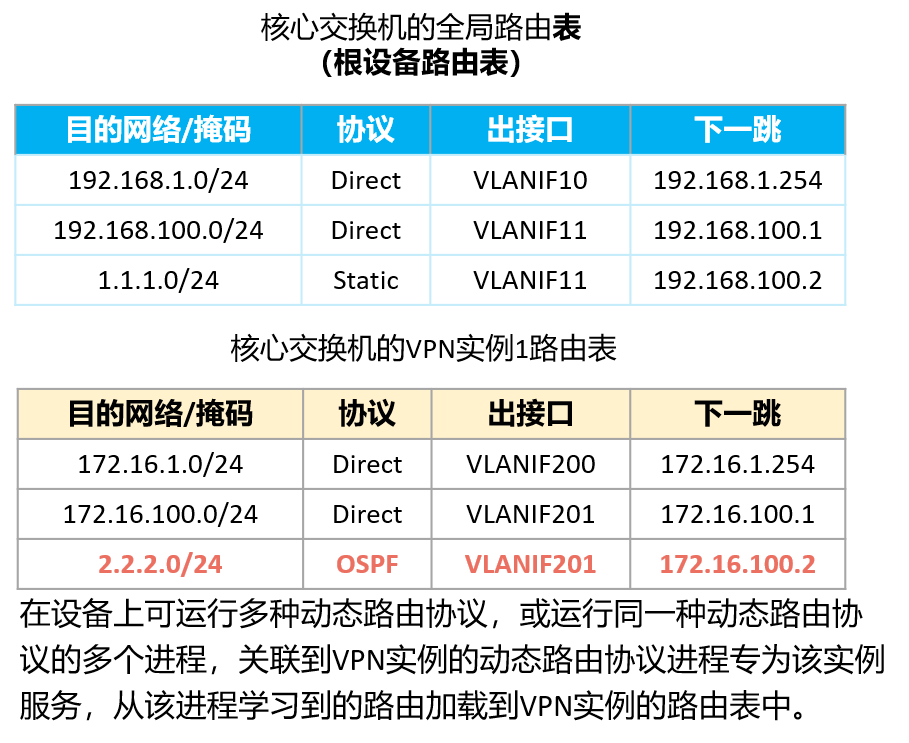 核心交换机的全局路由表
（根设备路由表）
目的网络/掩码 协议 出接口 下一跳
192.168.1.0/24 Direct VLANIF10 192.168.1.254
192.168.100.0/24 Direct VLANIF11 192.168.100.1
1.1.1.0/24 Static VLANIF11 192.168.100.2
核心交换机的VPN实例1路由表
目的网络/掩码 协议 出接口 下一跳
172.16.1.0/24 Direct VLANIF200 172.16.1.254
172.16.100.0/24 Direct VLANIF201 172.16.100.1
2.2.2.0/24 OSPF VLANIF201 172.16.100.2
在设备上可运行多种动态路由协议，或运行同一种动态路由协
议的多个进程，关联到VPN实例的动态路由协议进程专为该实例
服务，从该进程学习到的路由加载到VPN实例的路由表中。